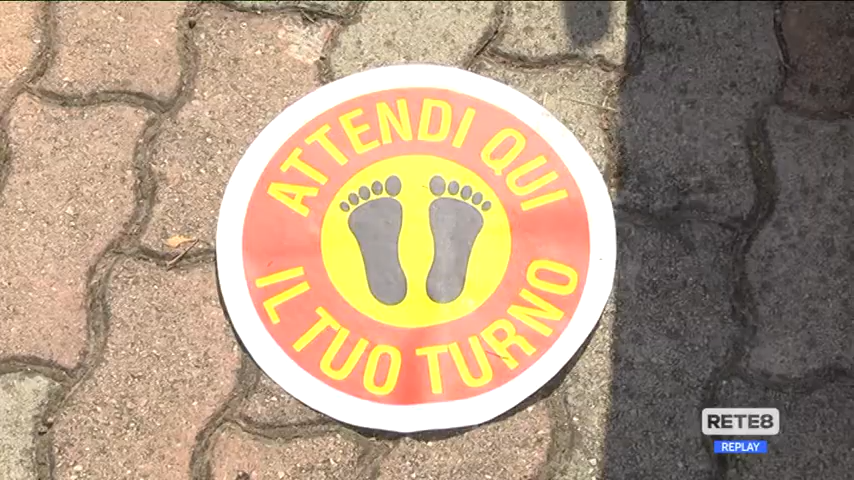 ATTENDI QUI
IL TUO TURNO
RETE8
REPLAY